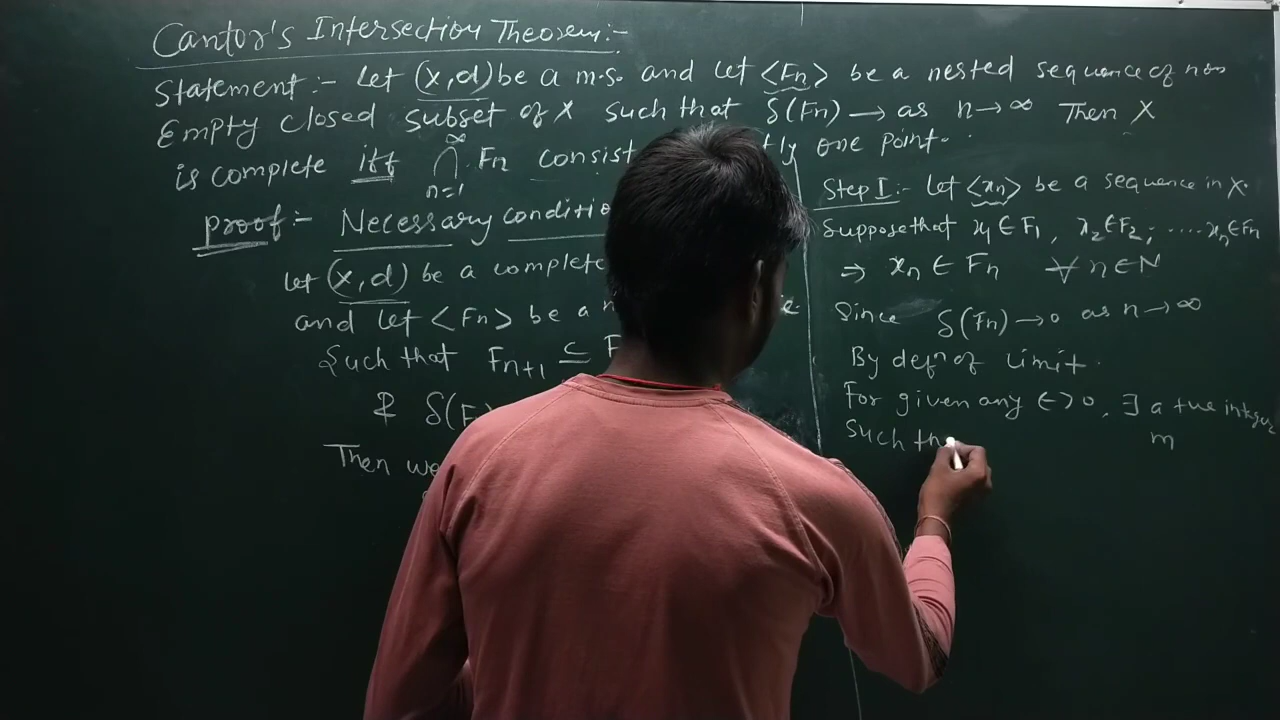 Cantor's Intersection Theorem:-
Statement:- Let (X,d) be a m.s. and let <Fn> be a nested sequence of non
Empty closed subset of X such that δ(Fn) → as n→∞ Then X
is complete iff ∞ ⋂ n=1 Fn consist tly one point.
Proof:- Necessary conditio
Let (X,d) be a complete
and let <Fn> be a
Such that Fn+1 ⊆ F
& δ(F
Then we
Step I:- Let <xn> be a sequence in X.
Suppose that x1 ∈ F1, x2 ∈ F2, ..... xn ∈ Fn
⇒ xn ∈ Fn ∀ n ∈ N
Since δ(Fn) → 0 as n→∞
By defn of limit.
For given any ε>0, ∃ a +ve integer
m
Such th